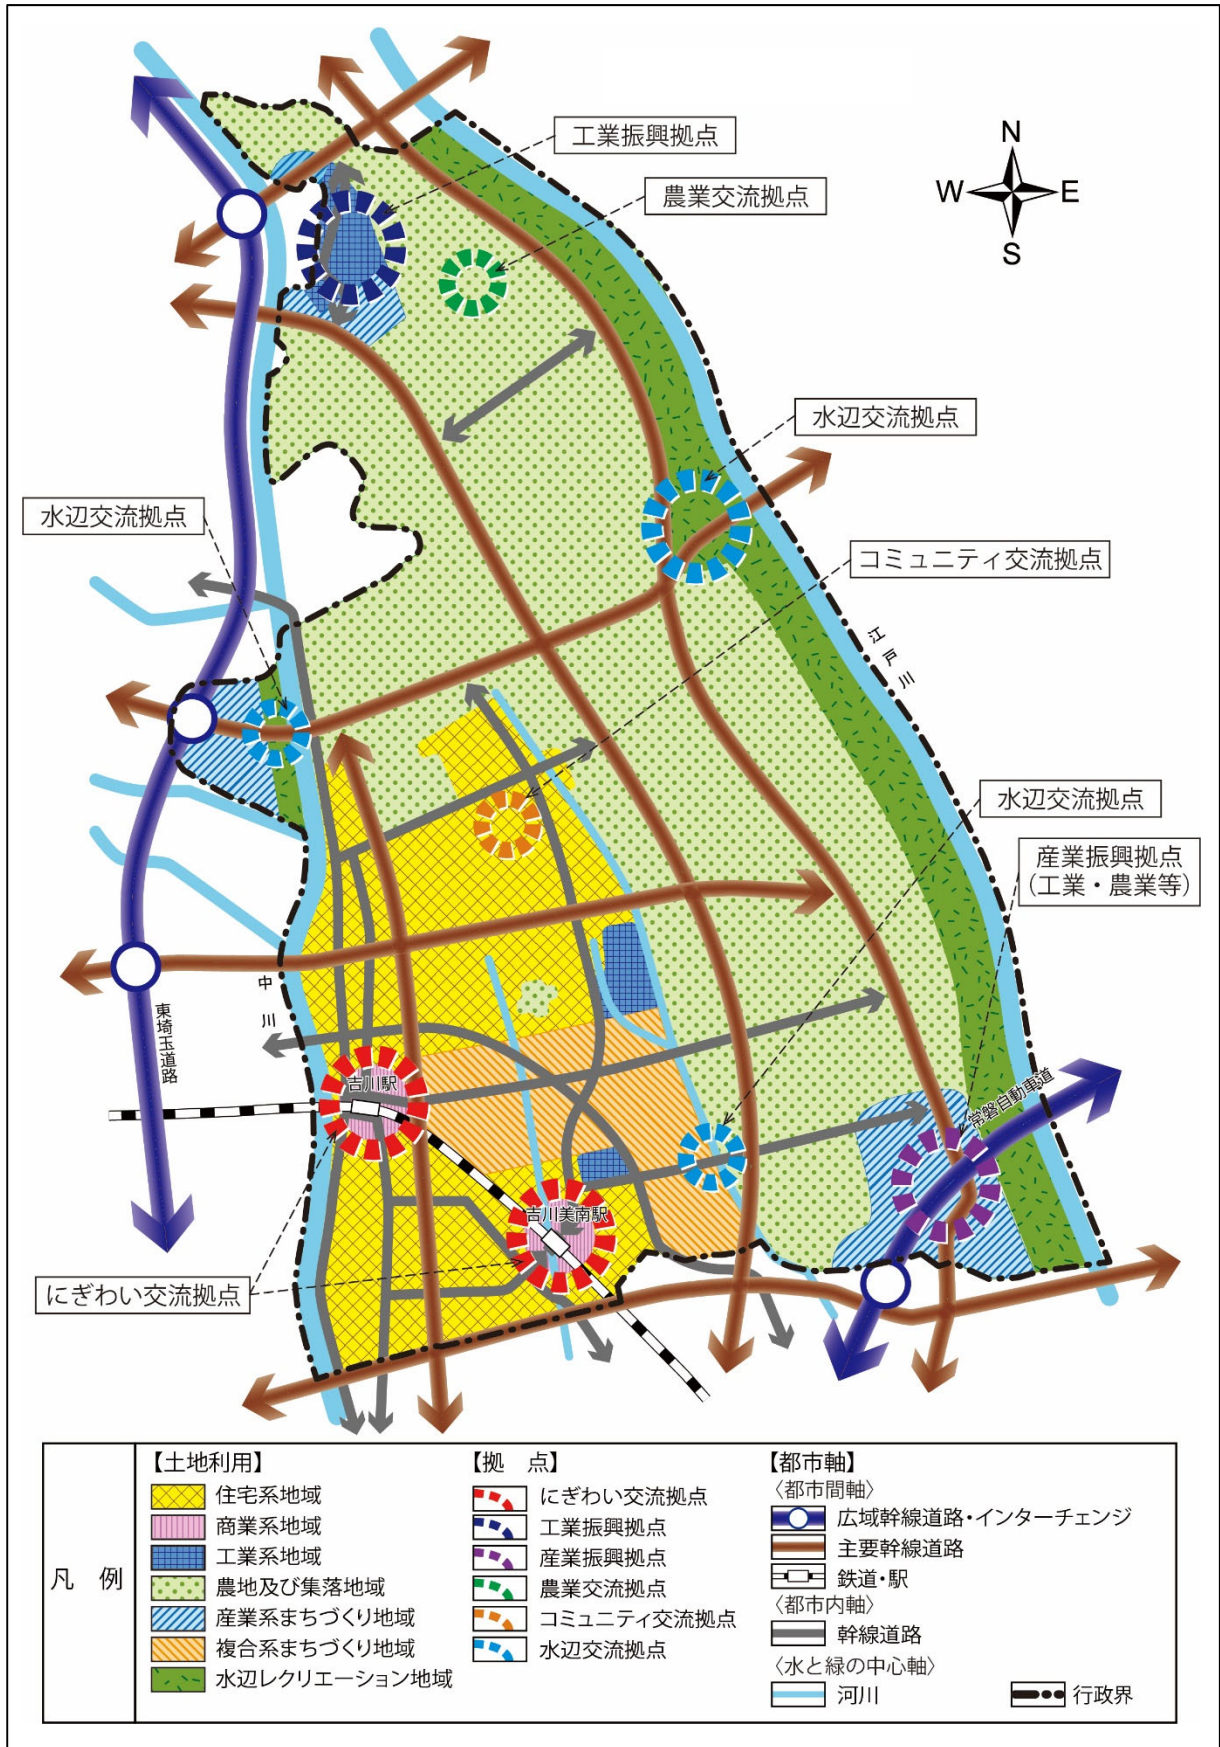 工業振興拠点
農業交流拠点
N
W
E
S
水辺交流拠点
水辺交流拠点
コミュニティ交流拠点
江戸川
水辺交流拠点
産業振興拠点
（工業・農業等）
中川
東埼玉道路
吉川駅
常磐自動車道
吉川美南駅
にぎわい交流拠点
凡 例
【土地利用】
住宅系地域
商業系地域
工業系地域
農地及び集落地域
産業系まちづくり地域
複合系まちづくり地域
水辺レクリエーション地域
【拠 点】
にぎわい交流拠点
工業振興拠点
産業振興拠点
農業交流拠点
コミュニティ交流拠点
水辺交流拠点
【都市軸】
〈都市間軸〉
広域幹線道路・インターチェンジ
主要幹線道路
鉄道・駅
〈都市内軸〉
幹線道路
〈水と緑の中心軸〉
河川
行政界